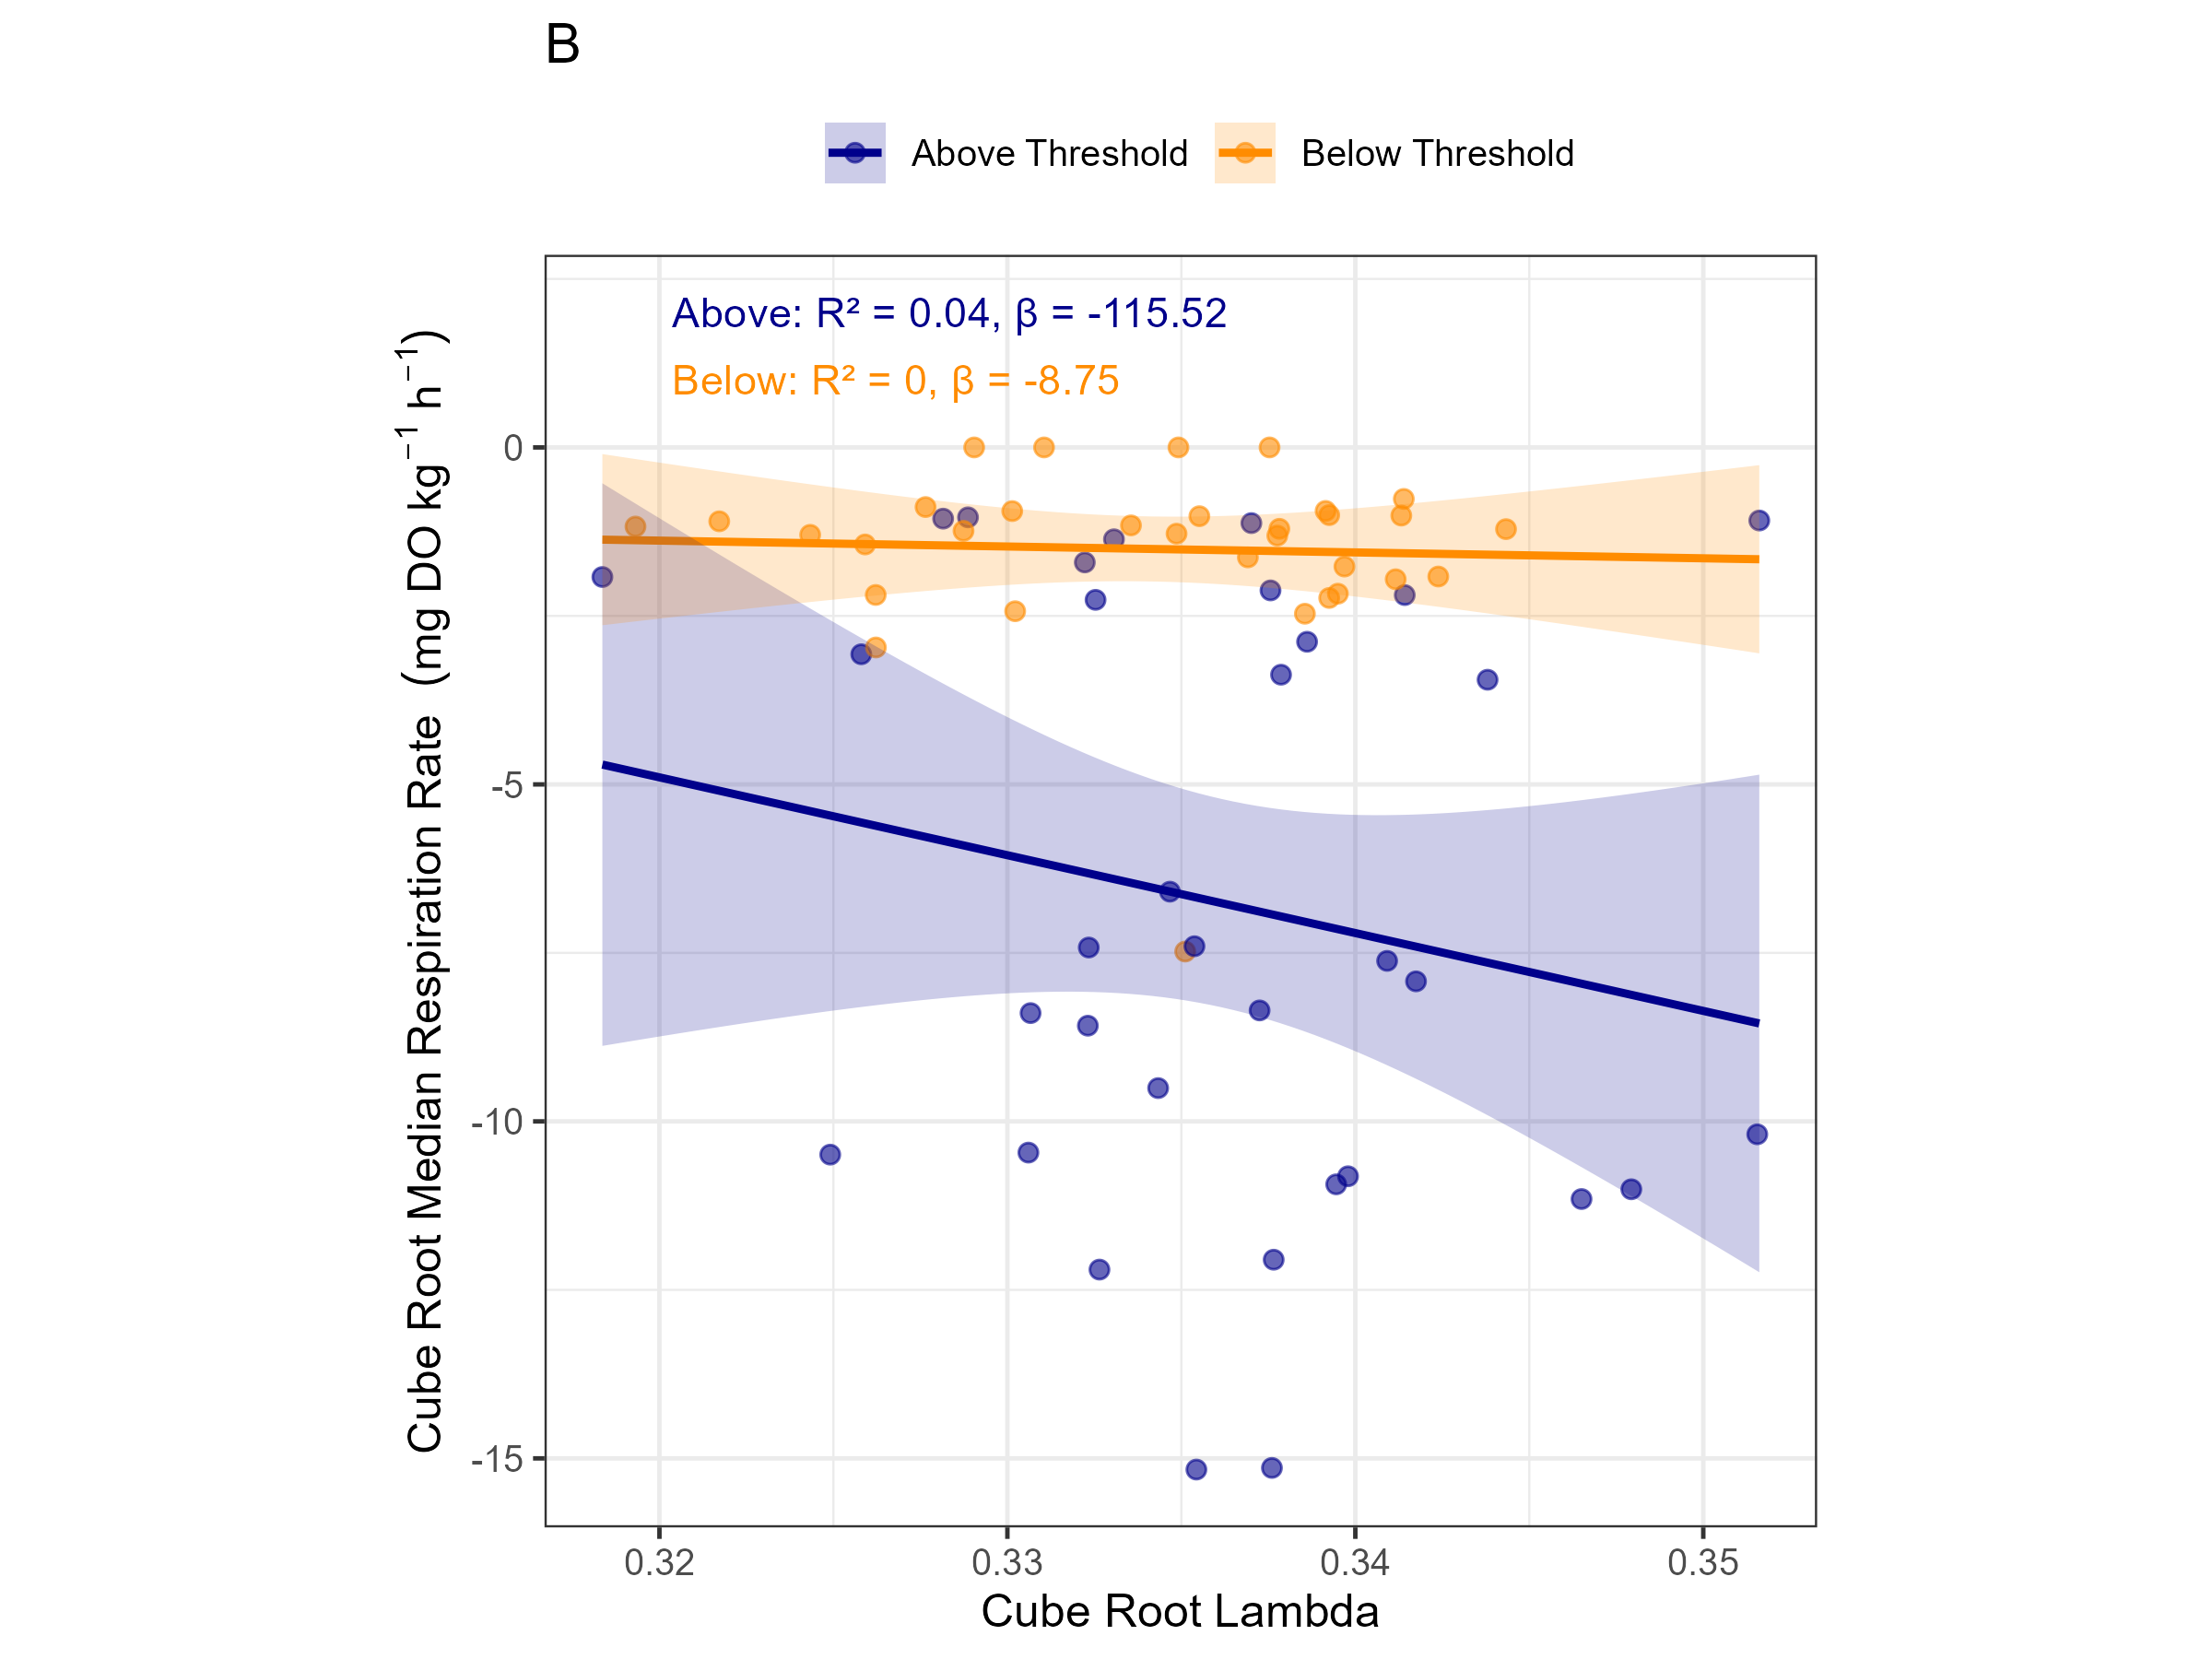 B
Above Threshold
Below Threshold
Above: R² = 0.04, β = -115.52
Below: R² = 0, β = -8.75
Cube Root Median Respiration Rate (mg DO kg⁻¹ h⁻¹)
0
-5
-10
-15
0.32
0.33
0.34
0.35
Cube Root Lambda